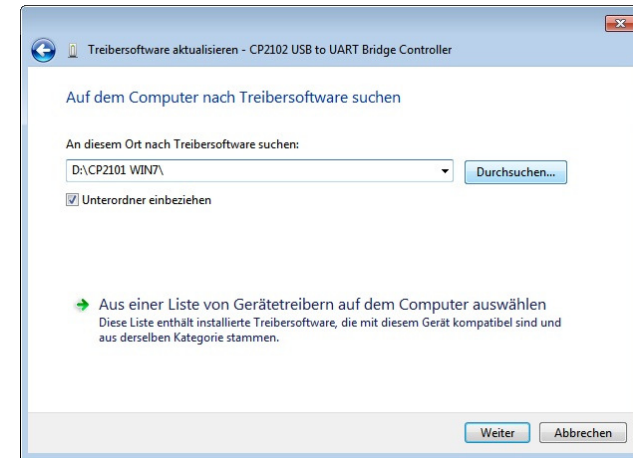 Treibersoftware aktualisieren - CP2102 USB to UART Bridge Controller
Auf dem Computer nach Treibersoftware suchen
An diesem Ort nach Treibersoftware suchen:
D:\CP2101 WIN7\
Durchsuchen...
Unterordner einbeziehen
Aus einer Liste von Gerätetreibern auf dem Computer auswählen
Diese Liste enthält installierte Treibersoftware, die mit diesem Gerät kompatibel sind und
aus derselben Kategorie stammen.
Weiter
Abbrechen